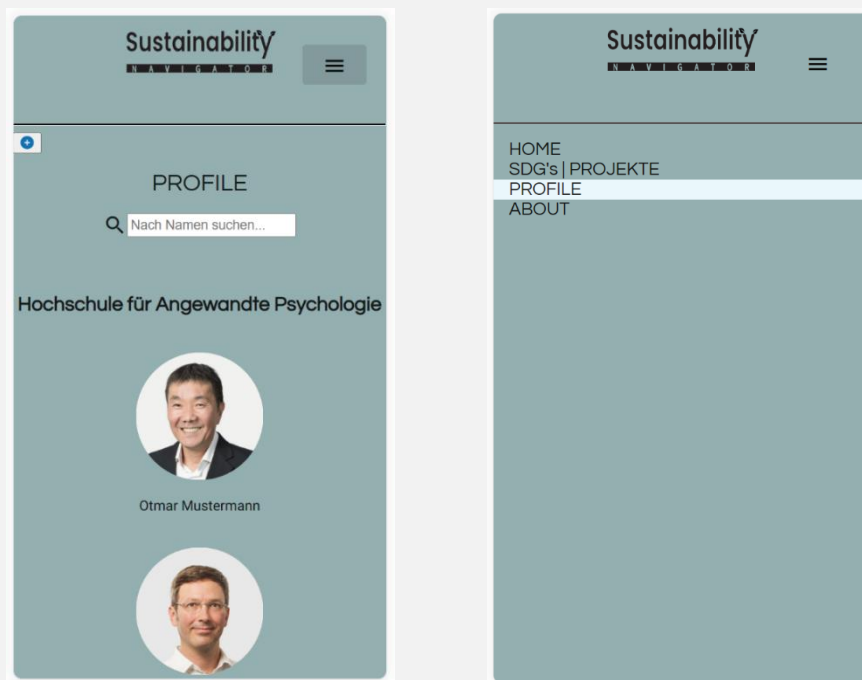 Sustainability
NAVIGATOR
PROFILE
Nach Namen suchen...
Hochschule für Angewandte Psychologie
Otmar Mustermann
Sustainability
NAVIGATOR
HOME
SDG's | PROJEKTE
PROFILE
ABOUT